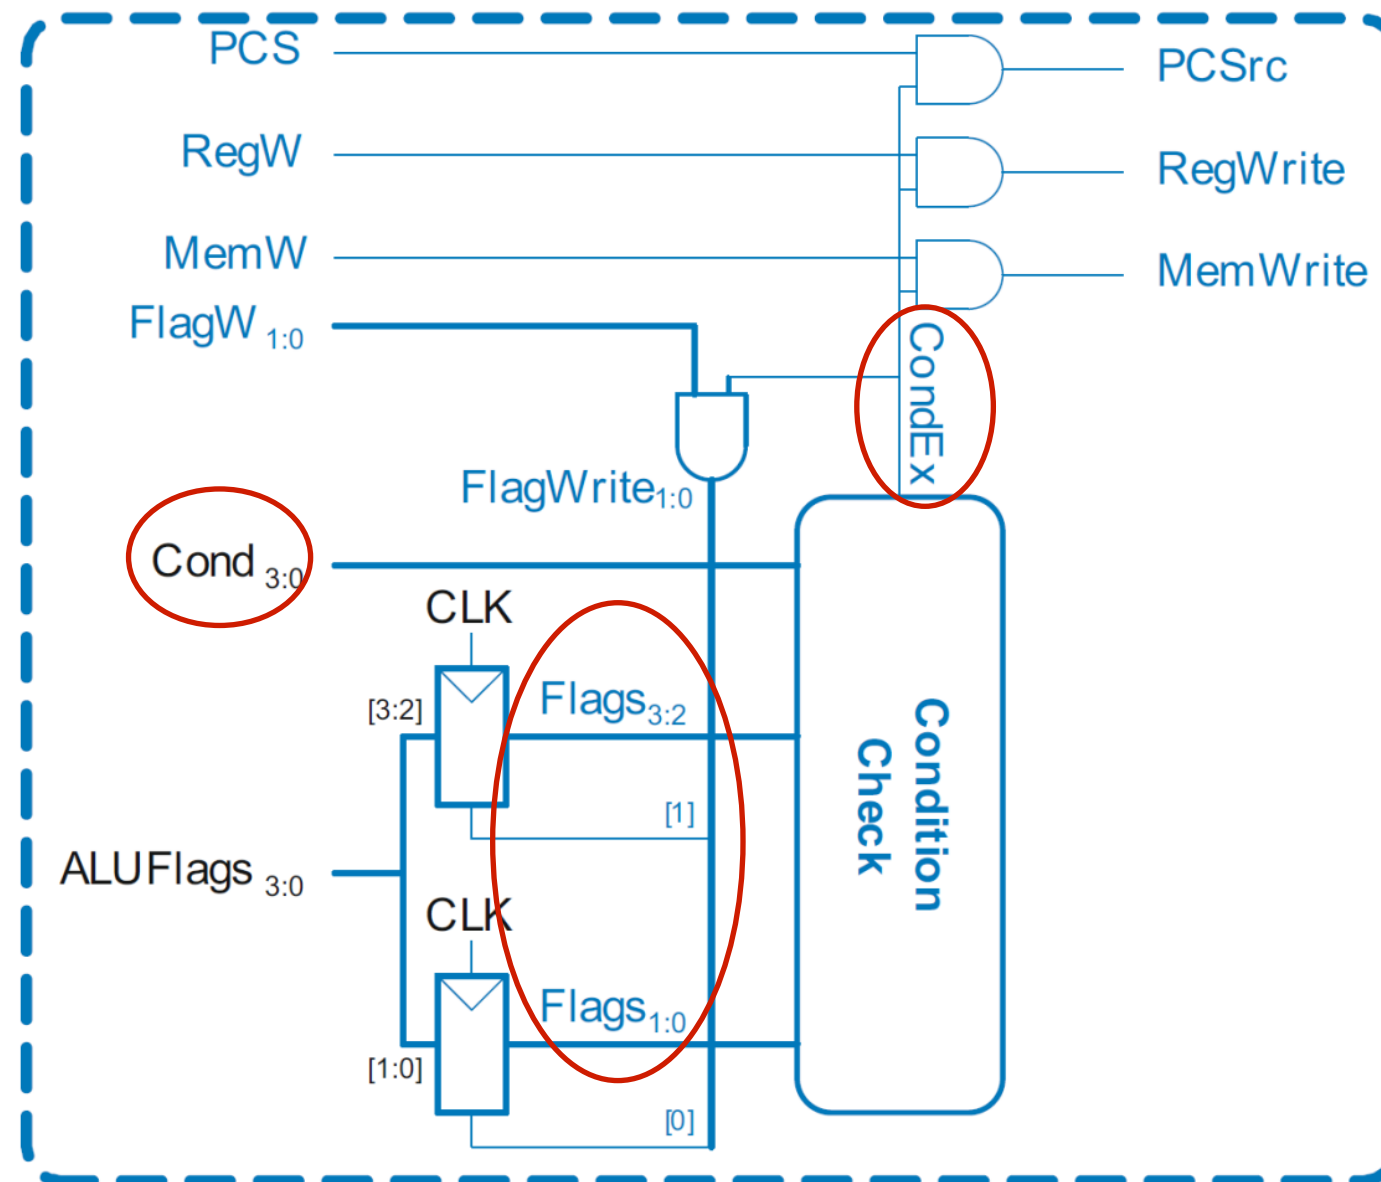 PCS
PCSrc
RegW
RegWrite
MemW
MemWrite
FlagW 1:0
CondEx
FlagWrite1:0
Cond 3:0
CLK
[3:2]
Flags3:2
Condition
Check
[1]
ALUFlags 3:0
CLK
Flags1:0
[1:0]
[0]